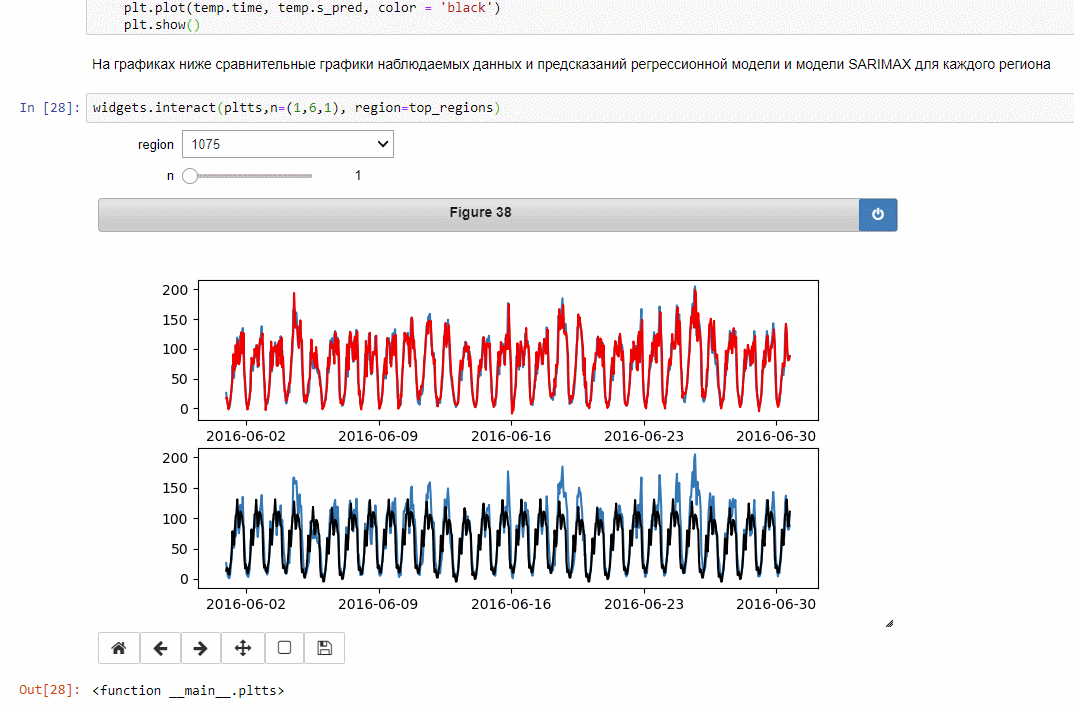 plt.plot(temp.time, temp.s_pred, color = 'black')
plt.show()
На графиках ниже сравнительные графики наблюдаемых данных и предсказаний регрессионной модели и модели SARIMAX для каждого региона
In [28]: widgets.interact(pltts,n=(1,6,1), region=top_regions)
region 1075
n 1
Figure 38
200
150
100
50
0
2016-06-02 2016-06-09 2016-06-16 2016-06-23 2016-06-30
200
150
100
50
0
2016-06-02 2016-06-09 2016-06-16 2016-06-23 2016-06-30
Out[28]: <function __main__.pltts>